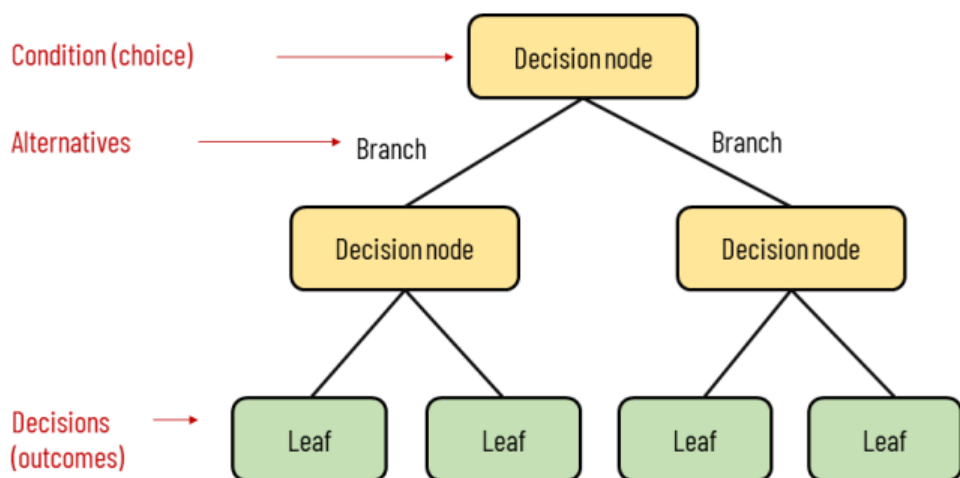 Condition (choice)
Decision node
Alternatives
Branch
Branch
Decision node
Decision node
Decisions
(outcomes)
Leaf
Leaf
Leaf
Leaf